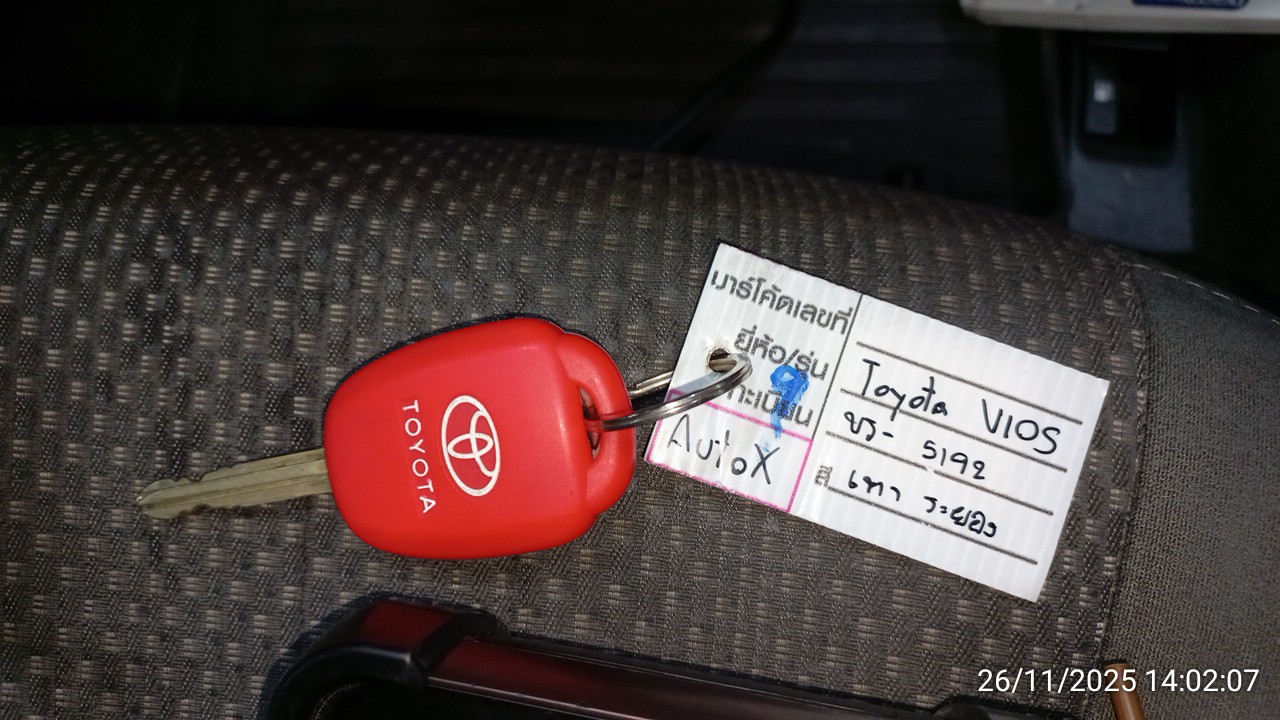 TOYOTA
บาร์โค้ดเลขที่
ยี่ห้อ/รุ่น Toyota VIOS
ทะเบียน ขร- 5192
AutoX
สี เทา ระยอง
26/11/2025 14:02:07